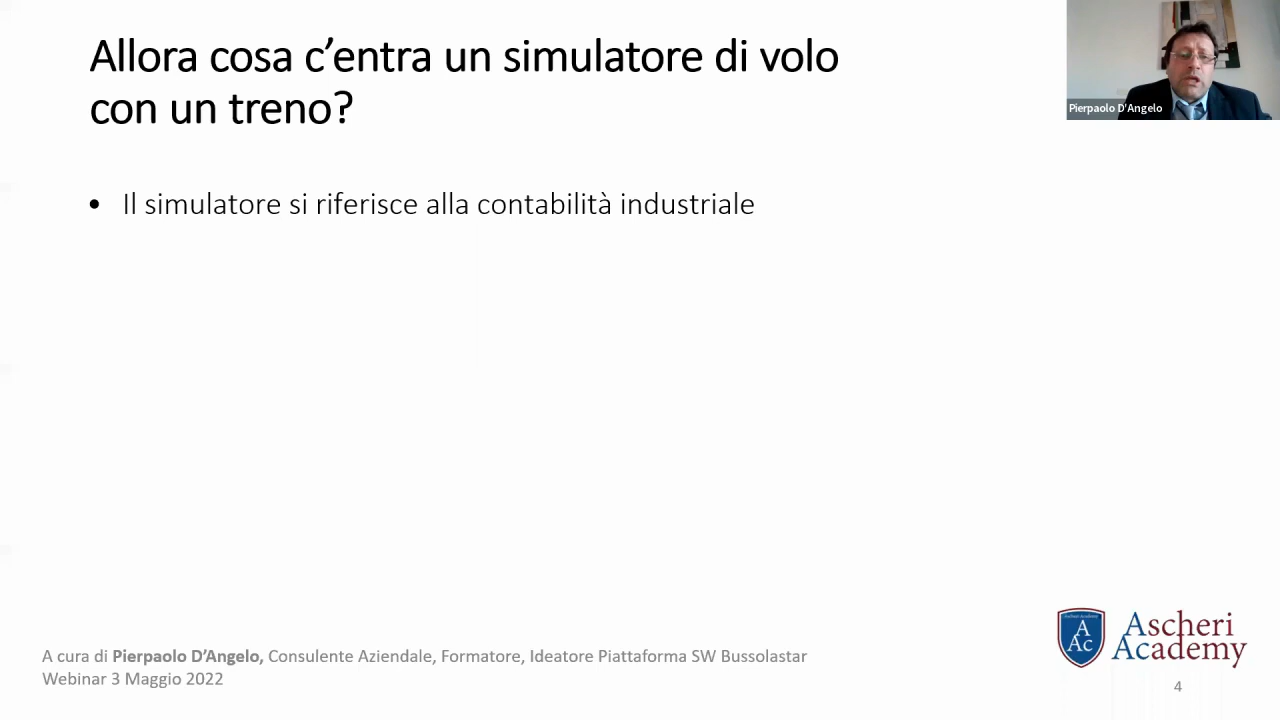 Allora cosa c’entra un simulatore di volo
con un treno?
Pierpaolo D'Angelo
• Il simulatore si riferisce alla contabilità industriale
A cura di Pierpaolo D’Angelo, Consulente Aziendale, Formatore, Ideatore Piattaforma SW Bussolastar
Webinar 3 Maggio 2022
A
Ac
Ascheri
Academy
4